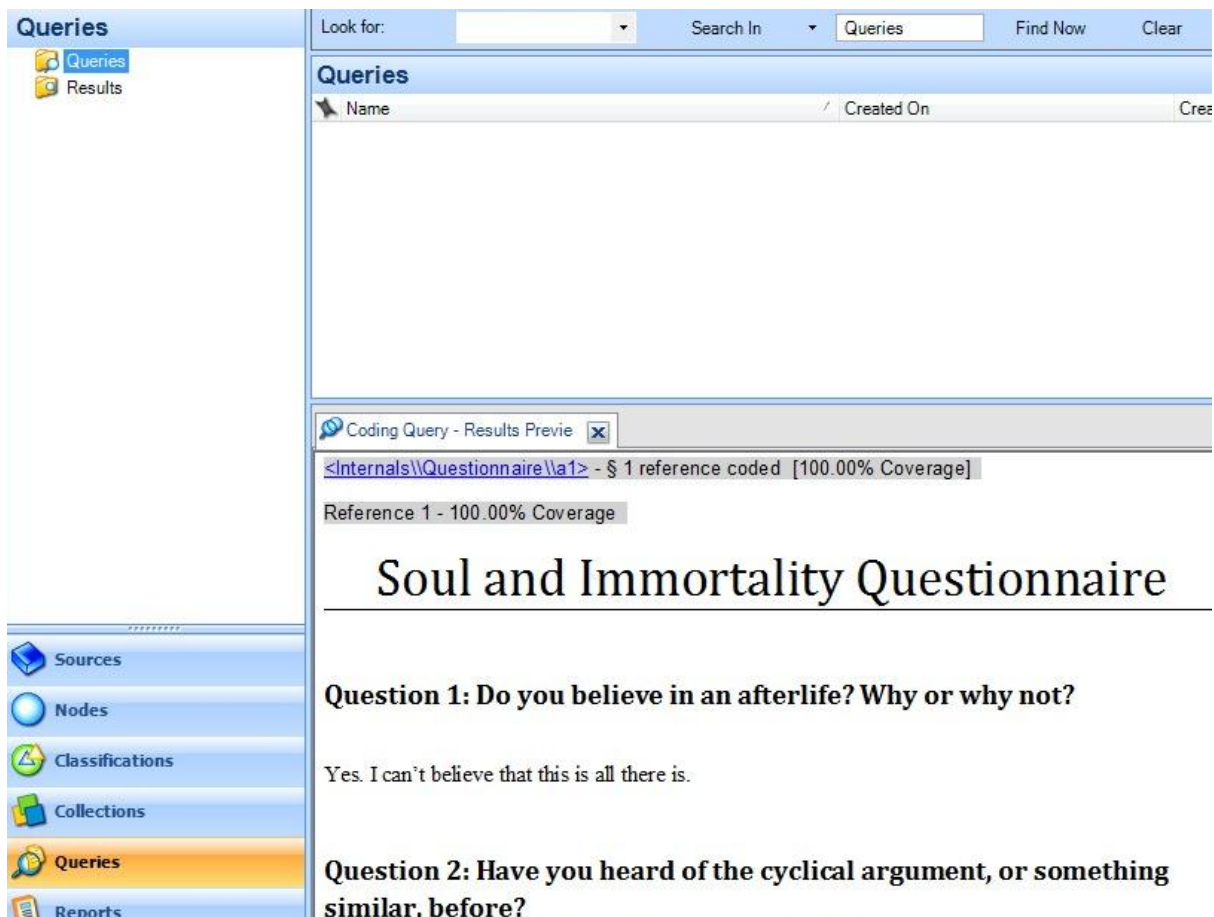 Queries
Queries
Results
Sources
Nodes
Classifications
Collections
Queries
Reports
Look for: Search In Queries Find Now Clear
Queries
Name Created On Crea
Coding Query - Results Previe
<Internals\\Questionnaire\\a1> - § 1 reference coded [100.00% Coverage]
Reference 1 - 100.00% Coverage
Soul and Immortality Questionnaire
Question 1: Do you believe in an afterlife? Why or why not?
Yes. I can’t believe that this is all there is.
Question 2: Have you heard of the cyclical argument, or something
similar, before?